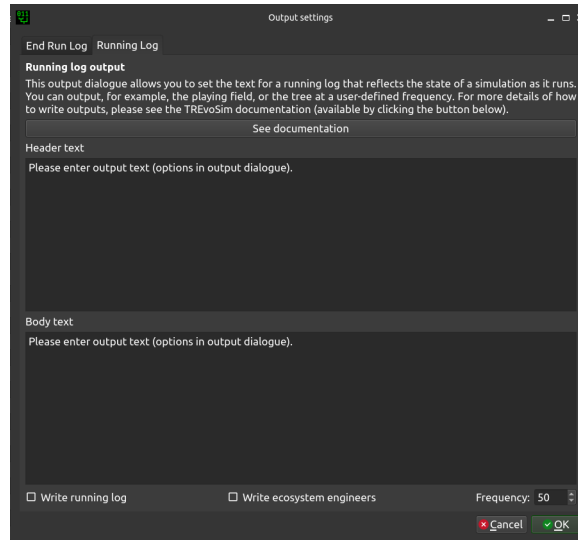 Output settings
End Run Log Running Log
Running log output
This output dialogue allows you to set the text for a running log that reflects the state of a simulation as it runs.
You can output, for example, the playing field, or the tree at a user-defined frequency. For more details of how
to write outputs, please see the TREvoSim documentation (available by clicking the button below).
See documentation
Header text
Please enter output text (options in output dialogue).
Body text
Please enter output text (options in output dialogue).
Write running log Write ecosystem engineers Frequency: 50
Cancel OK